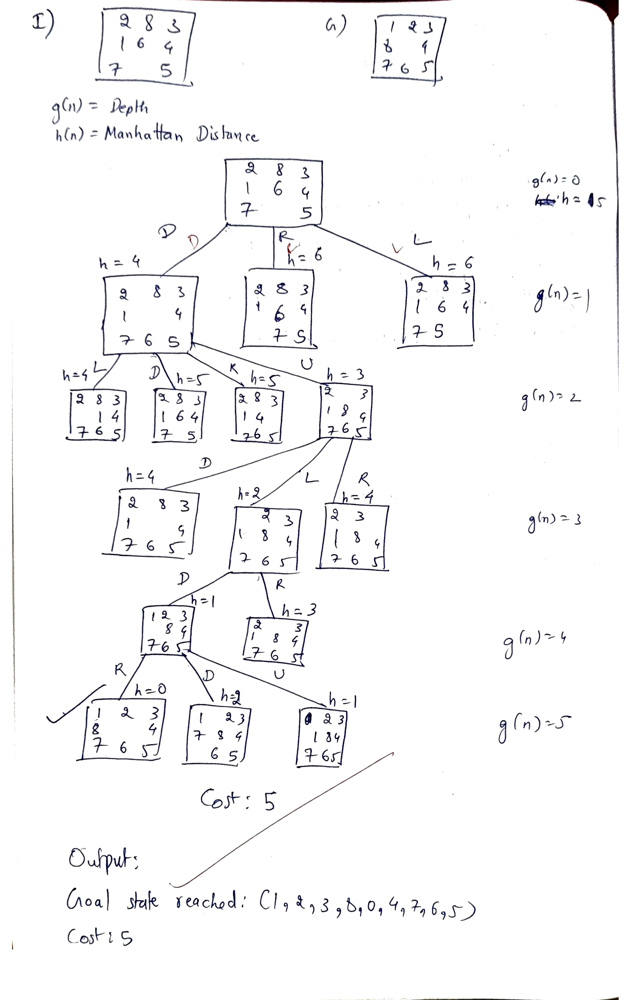 I)
2 8 3
1 6 4
7 5
G)
1 2 3
8 4
7 6 5
g(n) = Depth
h(n) = Manhattan Distance
2 8 3
1 6 4
7 5
g(n) = 0
h = 5
D D R L
h = 4 h = 6 h = 6
2 8 3
1 4
7 6 5
2 8 3
1 6 4
7 5
2 8 3
1 6 4
7 5
g(n) = 1
L D R U
h=4 h=5 h=5 h = 3
2 8 3
1 4
7 6 5
2 8 3
1 6 4
7 5
2 8 3
1 4
7 6 5
2 3
1 8 4
7 6 5
g(n) = 2
D L R
h=4 h=2 h=4
2 8 3
1 4
7 6 5
2 3
1 8 4
7 6 5
2 3
1 8 4
7 6 5
g(n) = 3
D R
h=1 h=3
1 2 3
8 4
7 6 5
2 3
1 8 4
7 6 5
g(n) = 4
R D U
h=0 h=2 h=1
1 2 3
8 4
7 6 5
1 2 3
7 8 4
6 5
2 3
1 8 4
7 6 5
g(n) = 5
Cost: 5
Output:
Goal state reached: (1, 2, 3, 8, 0, 4, 7, 6, 5)
Cost: 5